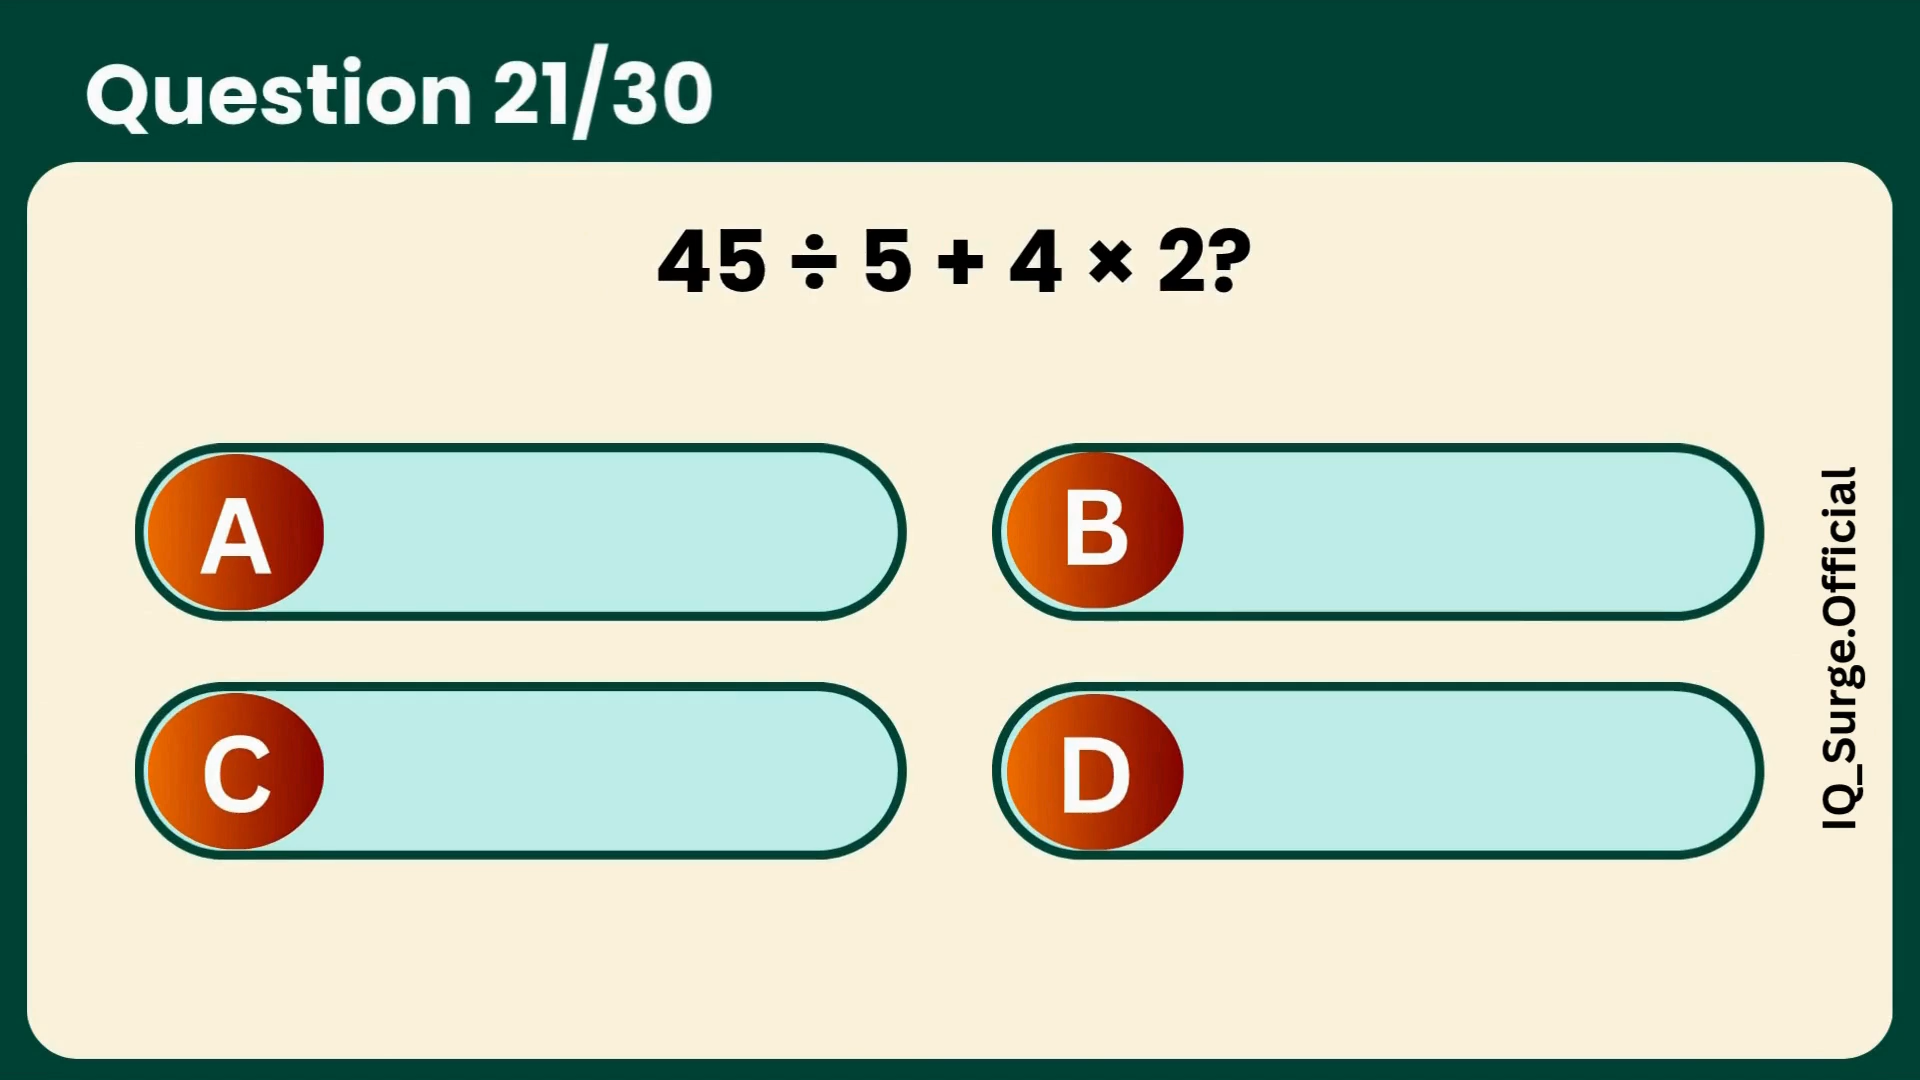 Question 21/30
45 ÷ 5 + 4 × 2?
A
B
C
D
IQ_Surge.Official